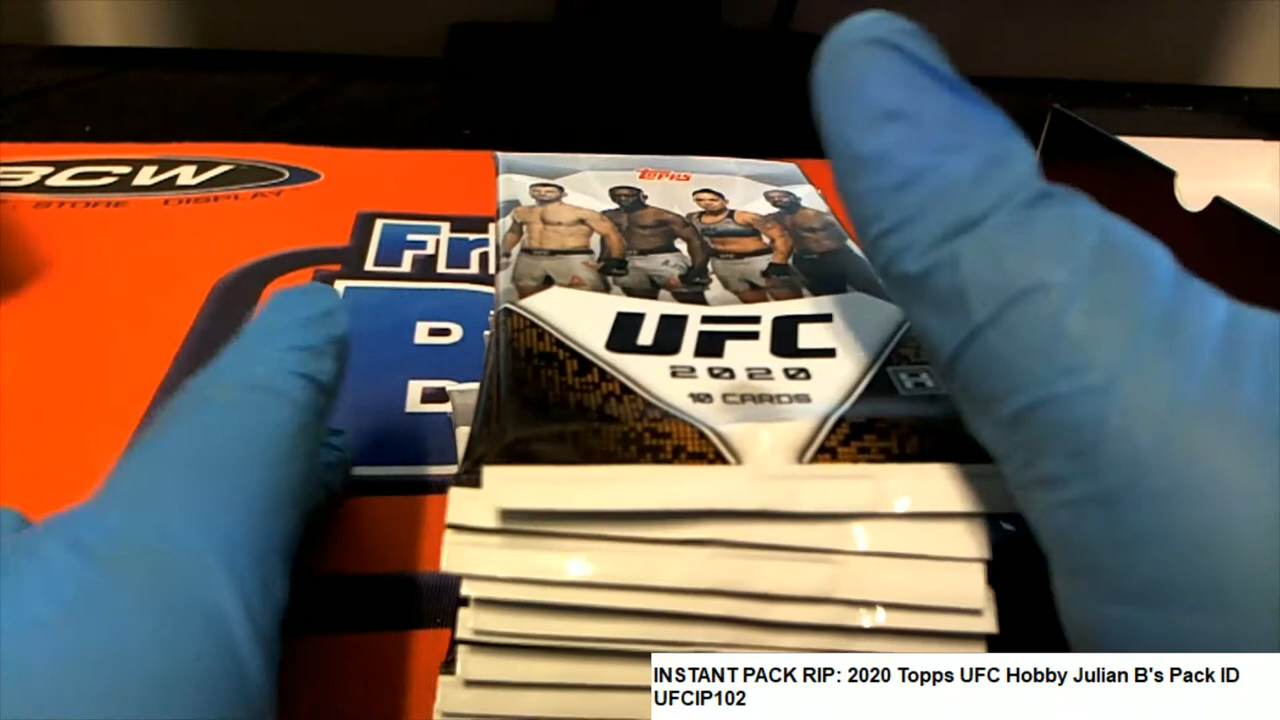 BCW
STORE DISPLAY
Fr
D
D
TOPPS
UFC
2020
10 CARDS
H
INSTANT PACK RIP: 2020 Topps UFC Hobby Julian B's Pack ID
UFCIP102